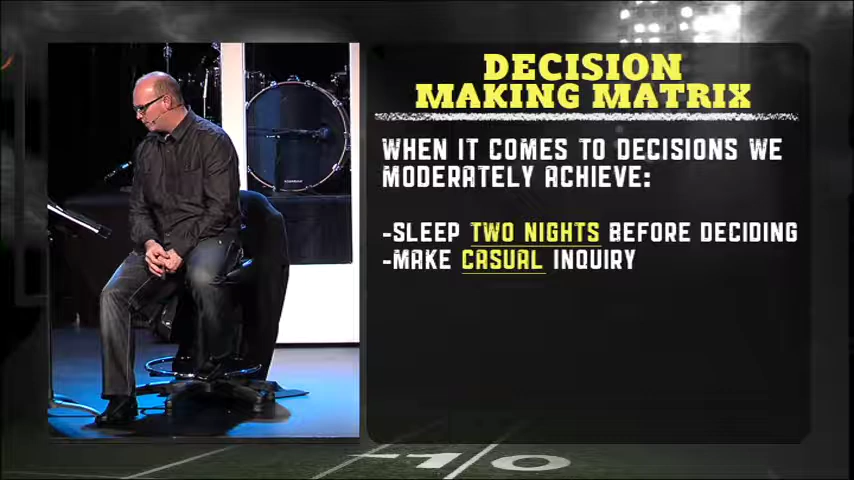 DECISION
MAKING MATRIX
WHEN IT COMES TO DECISIONS WE
MODERATELY ACHIEVE:
-SLEEP TWO NIGHTS BEFORE DECIDING
-MAKE CASUAL INQUIRY
10